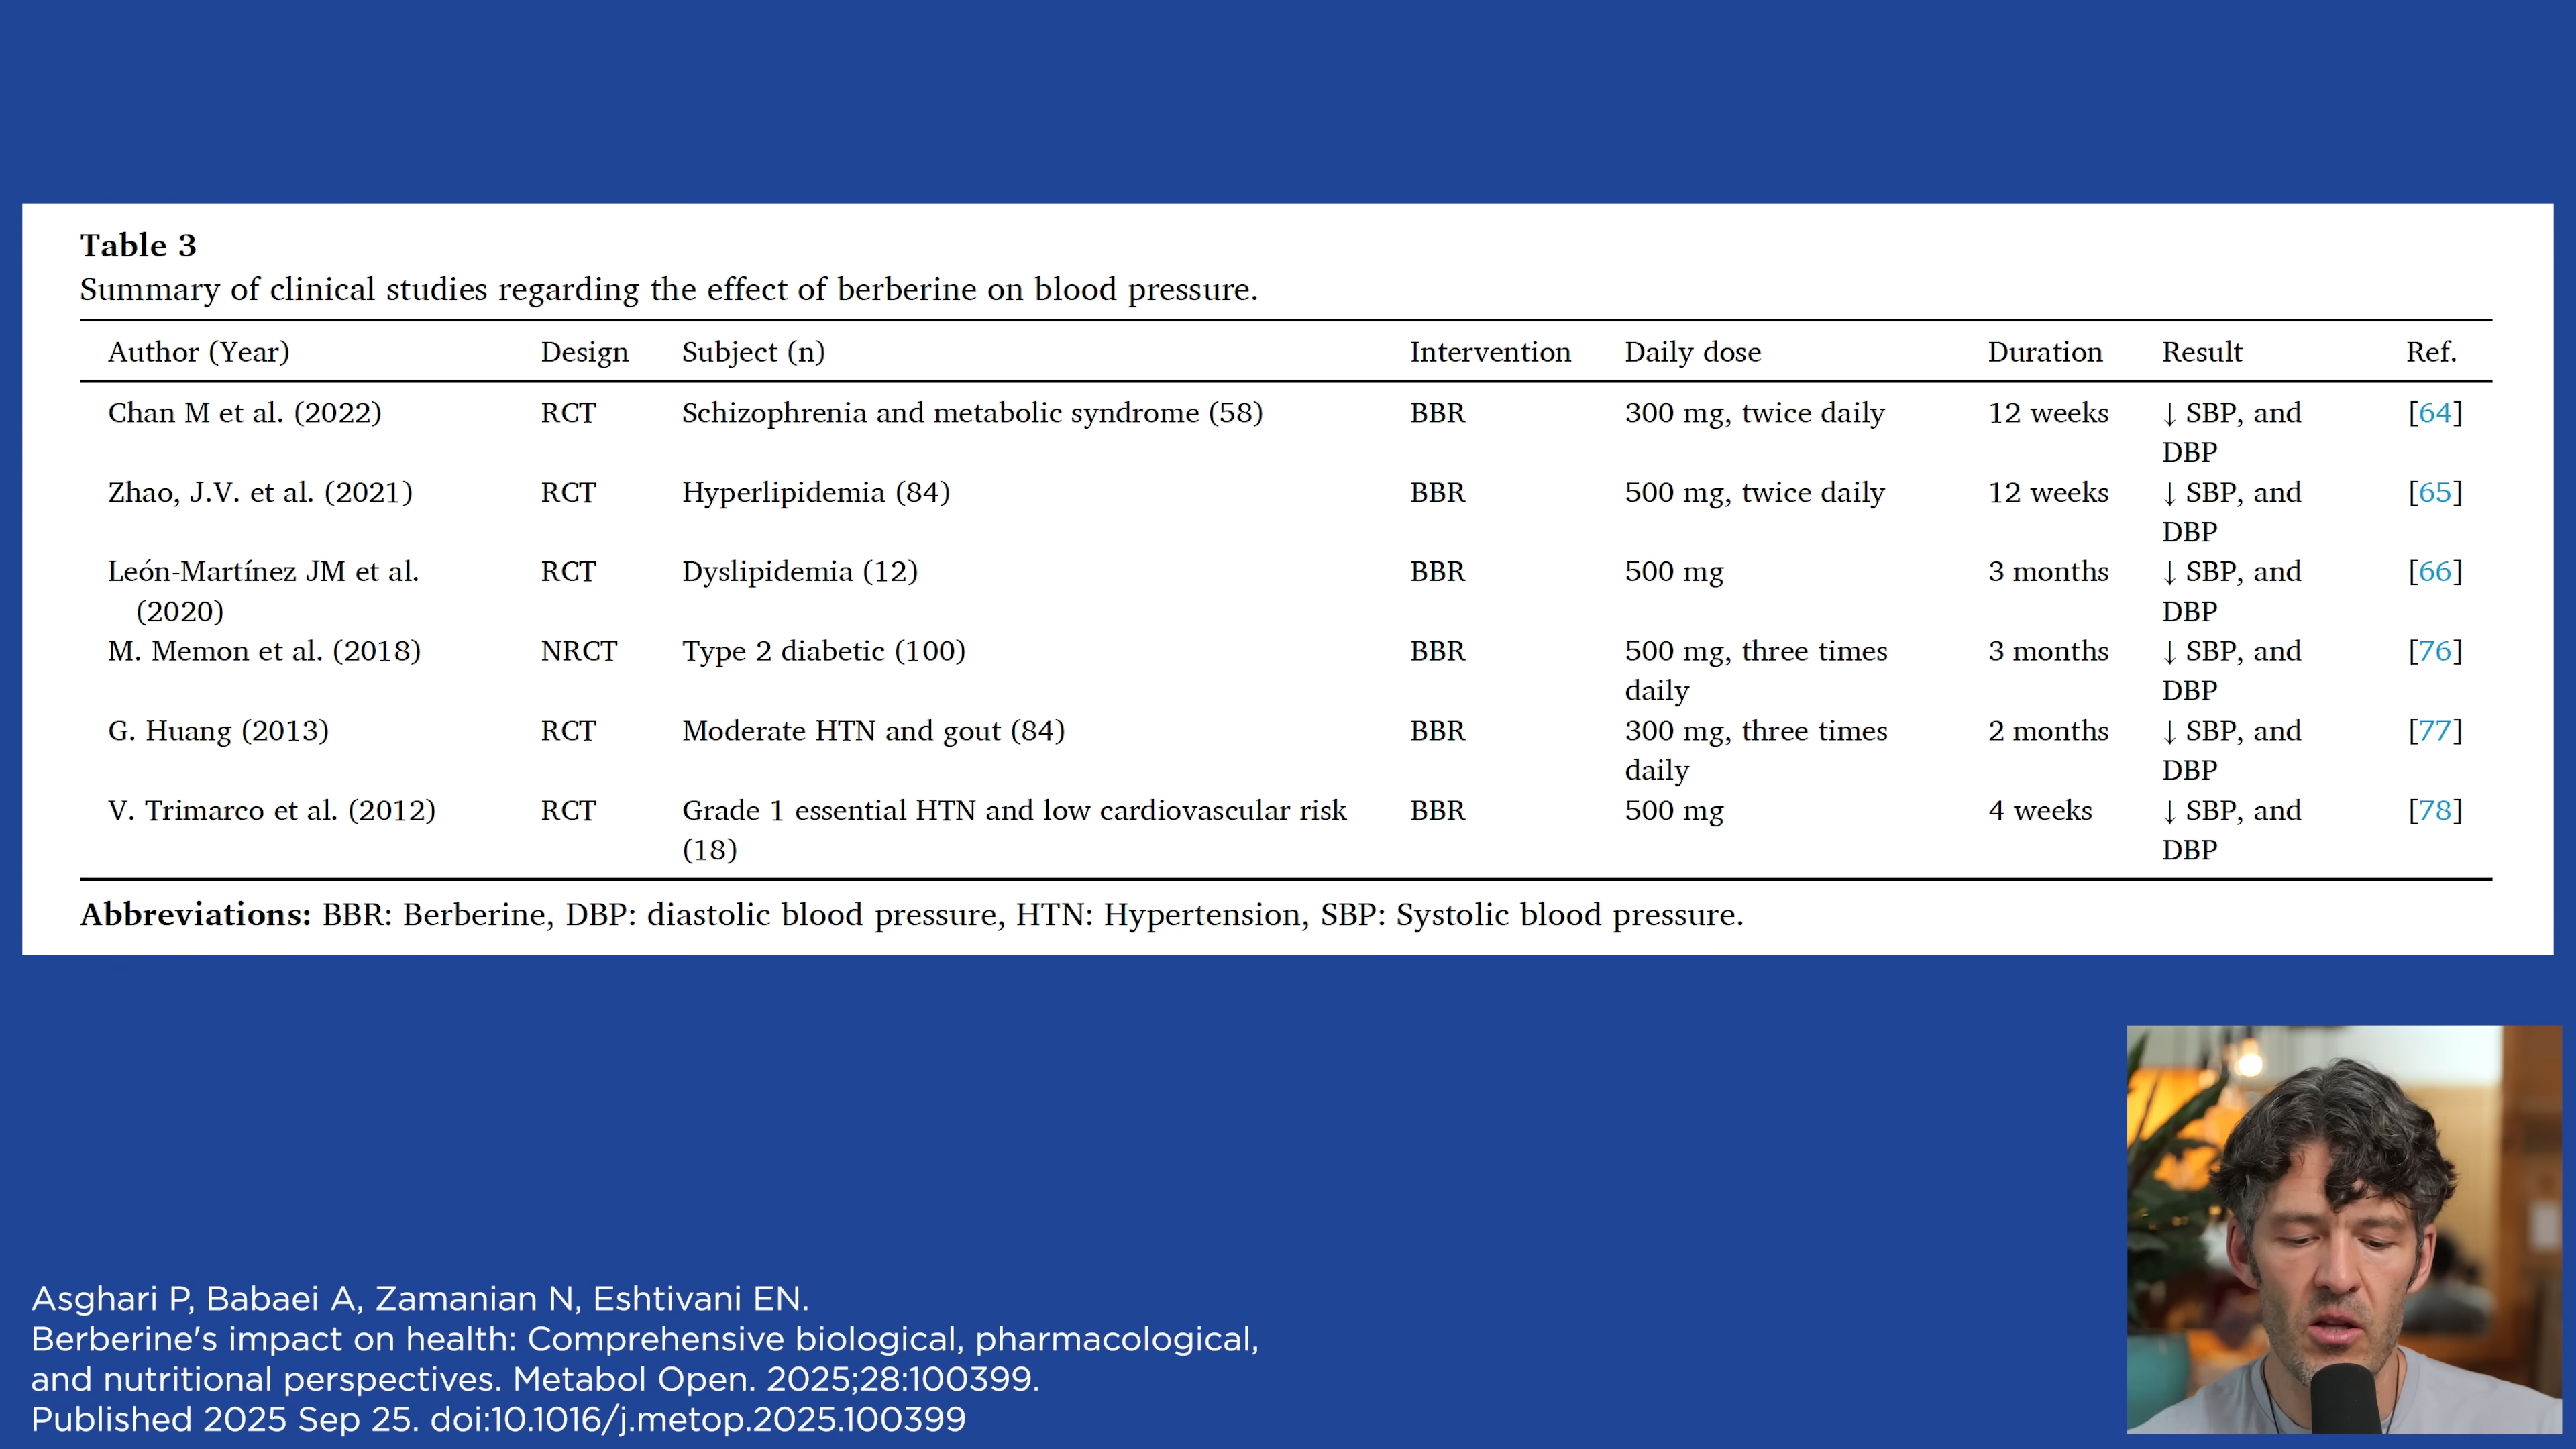 Table 3
Summary of clinical studies regarding the effect of berberine on blood pressure.
Author (Year) Design Subject (n) Intervention Daily dose Duration Result Ref.
Chan M et al. (2022) RCT Schizophrenia and metabolic syndrome (58) BBR 300 mg, twice daily 12 weeks ↓ SBP, and [64]
DBP
Zhao, J.V. et al. (2021) RCT Hyperlipidemia (84) BBR 500 mg, twice daily 12 weeks ↓ SBP, and [65]
DBP
León-Martínez JM et al. RCT Dyslipidemia (12) BBR 500 mg 3 months ↓ SBP, and [66]
(2020) DBP
M. Memon et al. (2018) NRCT Type 2 diabetic (100) BBR 500 mg, three times 3 months ↓ SBP, and [76]
daily DBP
G. Huang (2013) RCT Moderate HTN and gout (84) BBR 300 mg, three times 2 months ↓ SBP, and [77]
daily DBP
V. Trimarco et al. (2012) RCT Grade 1 essential HTN and low cardiovascular risk BBR 500 mg 4 weeks ↓ SBP, and [78]
(18) DBP
Abbreviations: BBR: Berberine, DBP: diastolic blood pressure, HTN: Hypertension, SBP: Systolic blood pressure.
Asghari P, Babaei A, Zamanian N, Eshtivani EN.
Berberine's impact on health: Comprehensive biological, pharmacological,
and nutritional perspectives. Metabol Open. 2025;28:100399.
Published 2025 Sep 25. doi:10.1016/j.metop.2025.100399